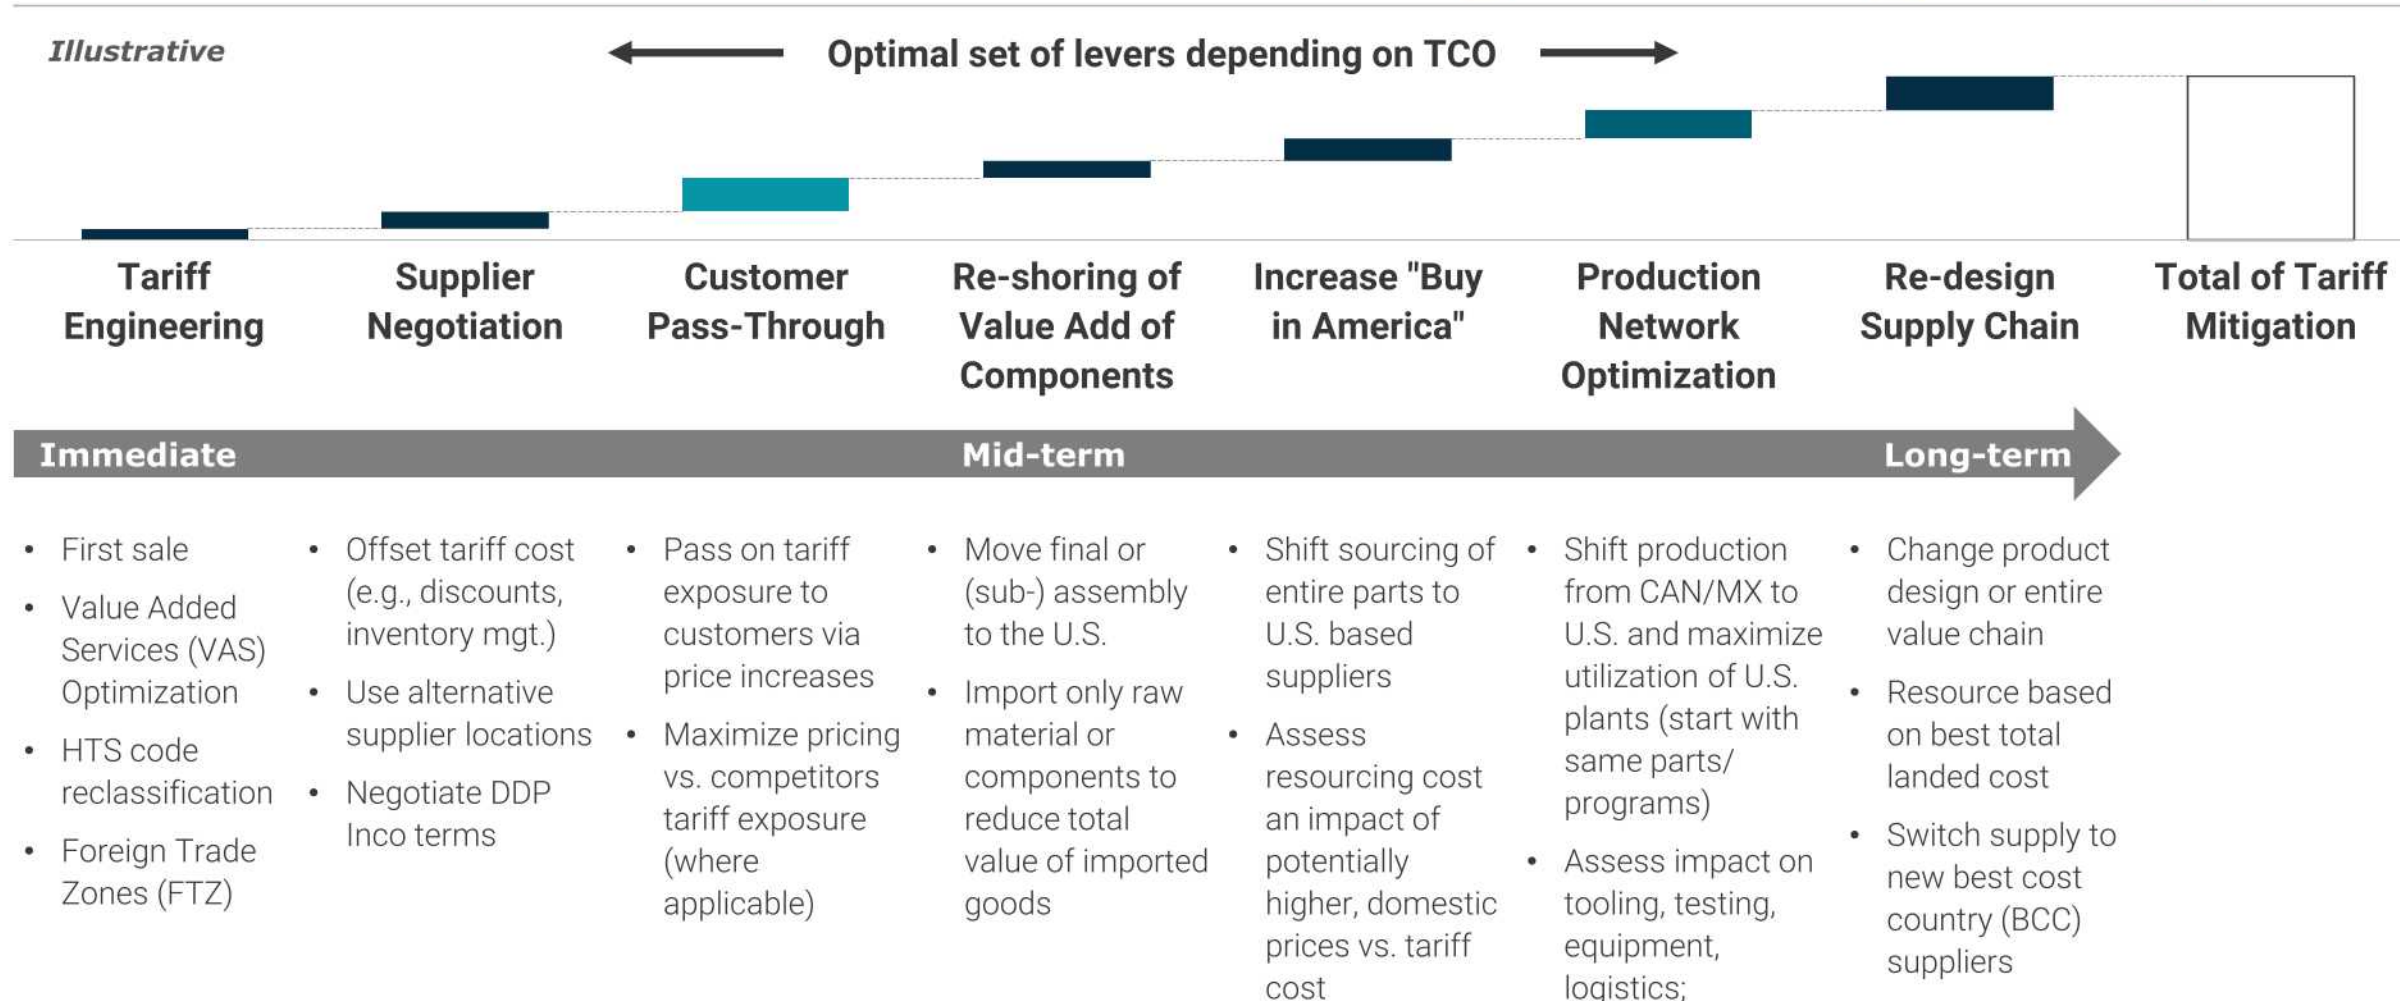 Illustrative
Optimal set of levers depending on TCO
Tariff
Engineering
Supplier
Negotiation
Customer
Pass-Through
Re-shoring of
Value Add of
Components
Increase "Buy
in America"
Production
Network
Optimization
Re-design
Supply Chain
Total of Tariff
Mitigation
Immediate
Mid-term
Long-term
• First sale
• Value Added
Services (VAS)
Optimization
• HTS code
reclassification
• Foreign Trade
Zones (FTZ)
• Offset tariff cost
(e.g., discounts,
inventory mgt.)
• Use alternative
supplier locations
• Negotiate DDP
Inco terms
• Pass on tariff
exposure to
customers via
price increases
• Maximize pricing
vs. competitors
tariff exposure
(where
applicable)
• Move final or
(sub-) assembly
to the U.S.
• Import only raw
material or
components to
reduce total
value of imported
goods
• Shift sourcing of
entire parts to
U.S. based
suppliers
• Assess
resourcing cost
an impact of
potentially
higher, domestic
prices vs. tariff
cost
• Shift production
from CAN/MX to
U.S. and maximize
utilization of U.S.
plants (start with
same parts/
programs)
• Assess impact on
tooling, testing,
equipment,
logistics;
• Change product
design or entire
value chain
• Resource based
on best total
landed cost
• Switch supply to
new best cost
country (BCC)
suppliers